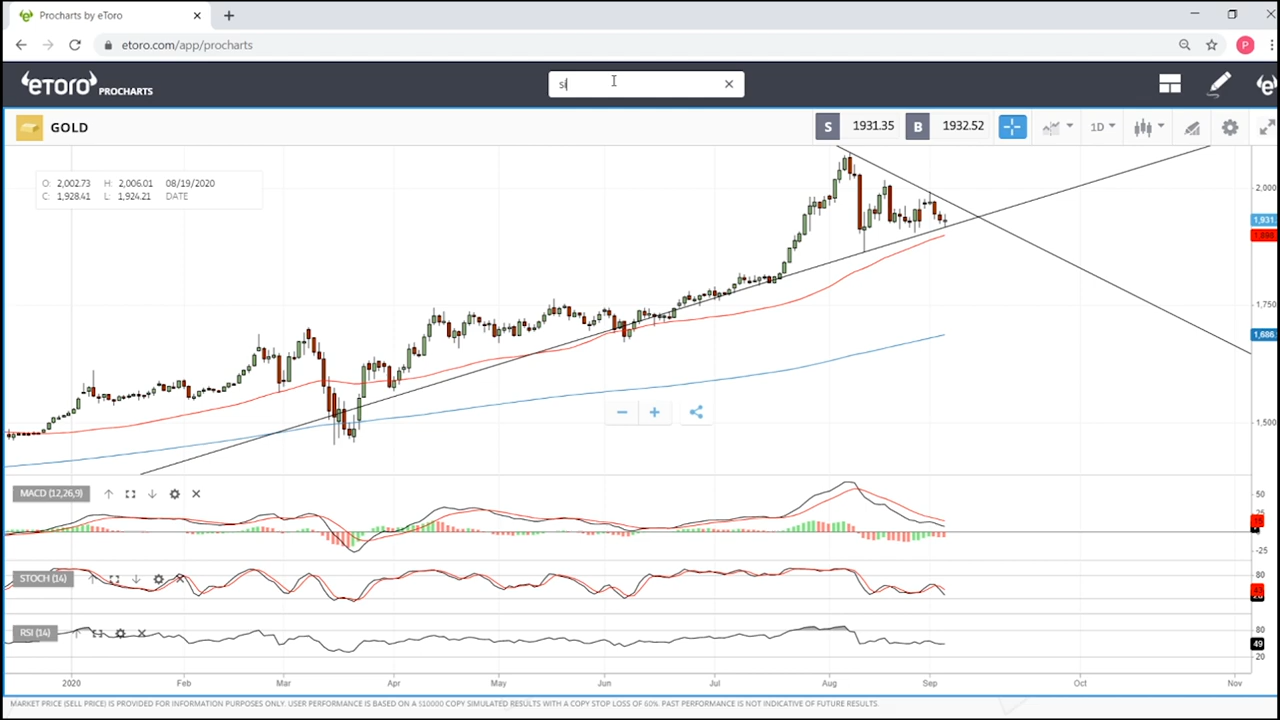 Procharts by eToro
etoro.com/app/procharts
P
eTORO PROCHARTS
si
GOLD
S 1931.35 B 1932.52
1D
O: 2,002.73 H: 2,006.01 08/19/2020
C: 1,928.41 L: 1,924.21 DATE
2,000
1,931
1,750
1,686
1,500
MACD (12,26,9)
50
25
-25
STOCH (14)
80
RSI (14)
80
49
20
2020 Feb Mar Apr May Jun Jul Aug Sep Oct Nov
MARKET PRICE (SELL PRICE) IS PROVIDED FOR INFORMATION PURPOSES ONLY. USER PERFORMANCE IS BASED ON A $10000 COPY SIMULATED RESULTS WITH A COPY STOP LOSS OF 60%. PAST PERFORMANCE IS NOT INDICATIVE OF FUTURE RESULTS.